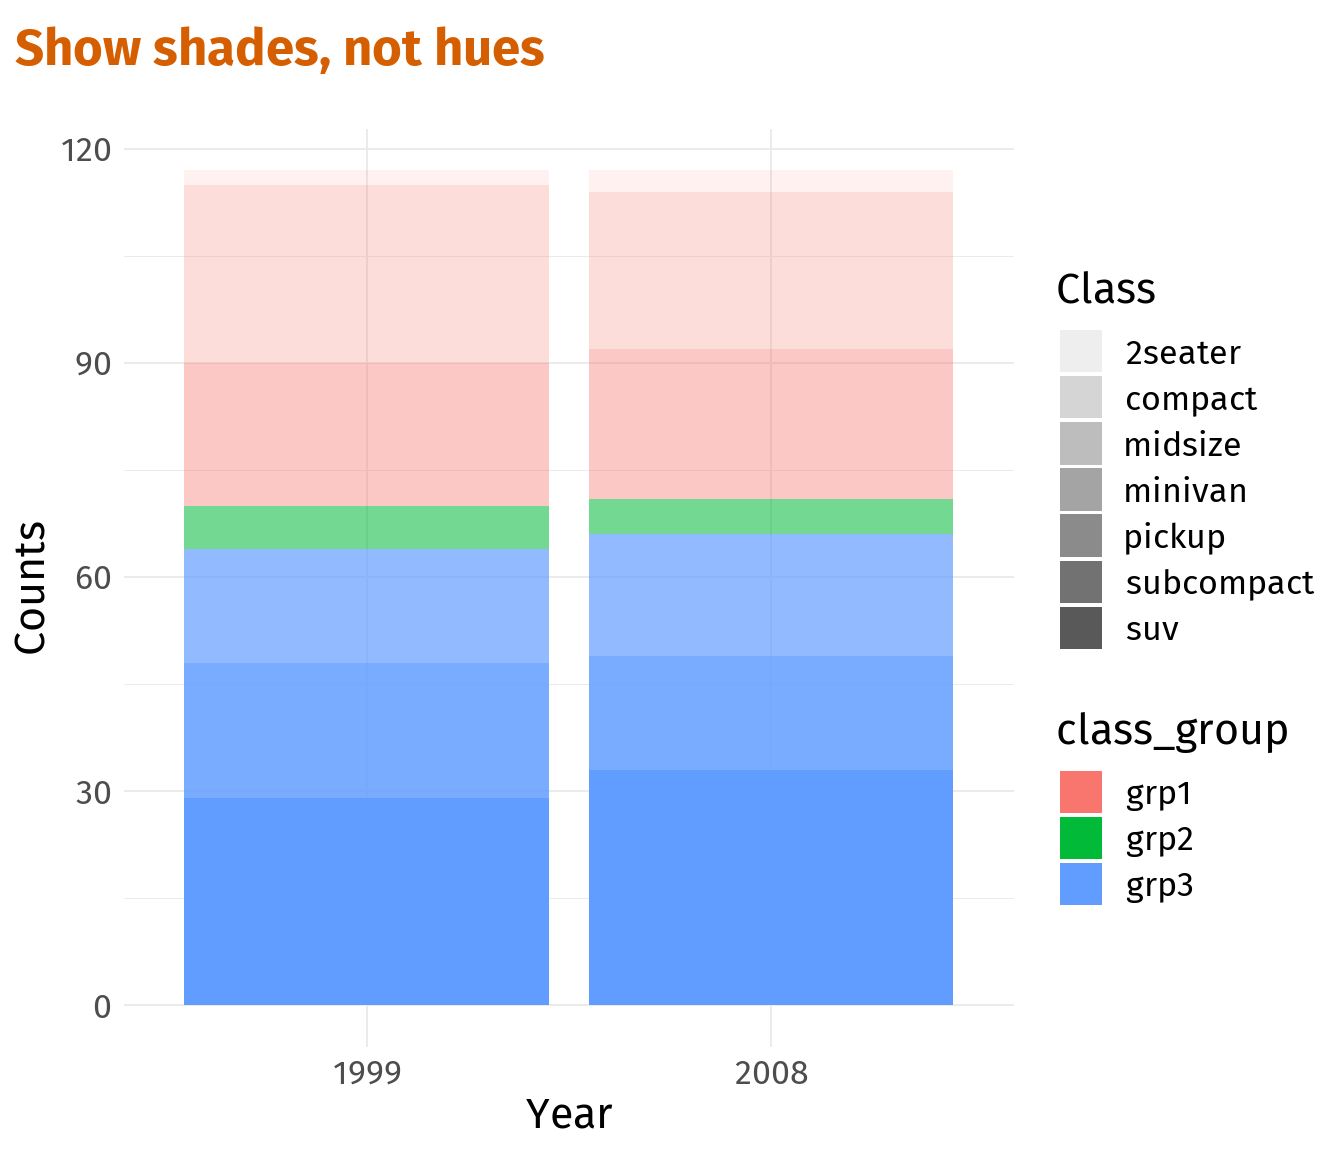 Show shades, not hues
120
90
60
30
0
Counts
1999
2008
Year
Class
2seater
compact
midsize
minivan
pickup
subcompact
suv
class_group
grp1
grp2
grp3